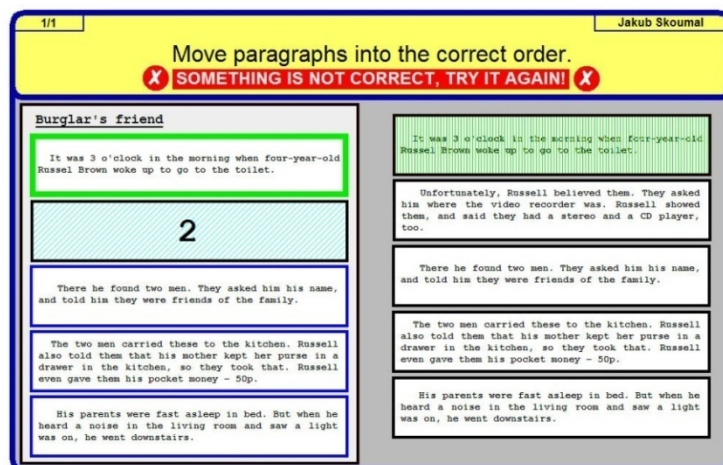 1/1
Jakub Skoumal
Move paragraphs into the correct order.
X SOMETHING IS NOT CORRECT, TRY IT AGAIN! X
Burglar's friend
It was 3 o'clock in the morning when four-year-old
Russel Brown woke up to go to the toilet.
2
There he found two men. They asked him his name,
and told him they were friends of the family.
The two men carried these to the kitchen. Russell
also told them that his mother kept her purse in a
drawer in the kitchen, so they took that. Russell
even gave them his pocket money - 50p.
His parents were fast asleep in bed. But when he
heard a noise in the living room and saw a light
was on, he went downstairs.
It was 3 o'clock in the morning when four-year-old
Russel Brown woke up to go to the toilet.
Unfortunately, Russell believed them. They asked
him where the video recorder was. Russell showed
them, and said they had a stereo and a CD player,
too.
There he found two men. They asked him his name,
and told him they were friends of the family.
The two men carried these to the kitchen. Russell
also told them that his mother kept her purse in a
drawer in the kitchen, so they took that. Russell
even gave them his pocket money - 50p.
His parents were fast asleep in bed. But when he
heard a noise in the living room and saw a light
was on, he went downstairs.